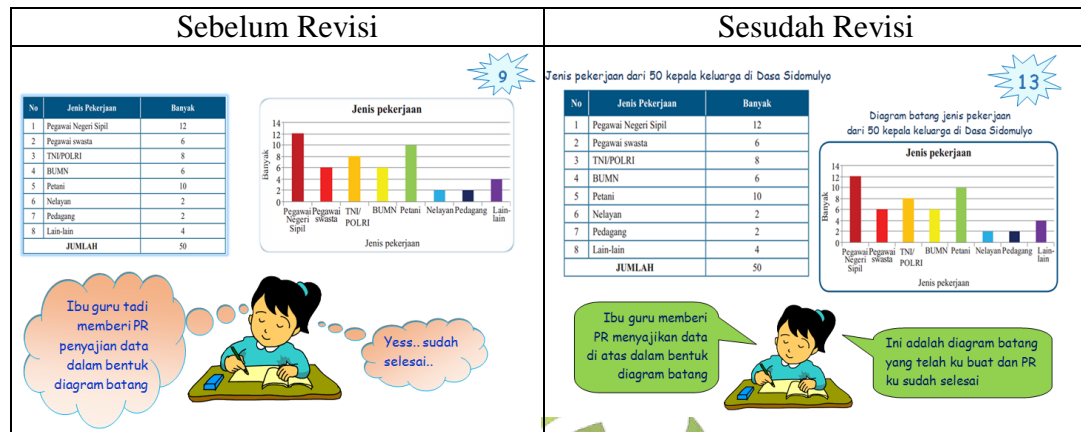 Sebelum Revisi
Sesudah Revisi
9
No Jenis Pekerjaan Banyak
1 Pegawai Negeri Sipil 12
2 Pegawai swasta 6
3 TNI/POLRI 8
4 BUMN 6
5 Petani 10
6 Nelayan 2
7 Pedagang 2
8 Lain-lain 4
JUMLAH 50
Jenis pekerjaan
Banyak
14
12
10
8
6
4
2
0
Pegawai Negeri Sipil
Pegawai swasta
TNI/ POLRI
BUMN
Petani
Nelayan
Pedagang
Lain-lain
Jenis pekerjaan
Ibu guru tadi
memberi PR
penyajian data
dalam bentuk
diagram batang
Yess.. sudah
selesai..
Jenis pekerjaan dari 50 kepala keluarga di Dasa Sidomulyo
13
No Jenis Pekerjaan Banyak
1 Pegawai Negeri Sipil 12
2 Pegawai swasta 6
3 TNI/POLRI 8
4 BUMN 6
5 Petani 10
6 Nelayan 2
7 Pedagang 2
8 Lain-lain 4
JUMLAH 50
Diagram batang jenis pekerjaan
dari 50 kepala keluarga di Dasa Sidomulyo
Jenis pekerjaan
Banyak
14
12
10
8
6
4
2
0
Pegawai Negeri Sipil
Pegawai swasta
TNI/ POLRI
BUMN
Petani
Nelayan
Pedagang
Lain-lain
Jenis pekerjaan
Ibu guru memberi
PR menyajikan data
di atas dalam bentuk
diagram batang
Ini adalah diagram batang
yang telah ku buat dan PR
ku sudah selesai